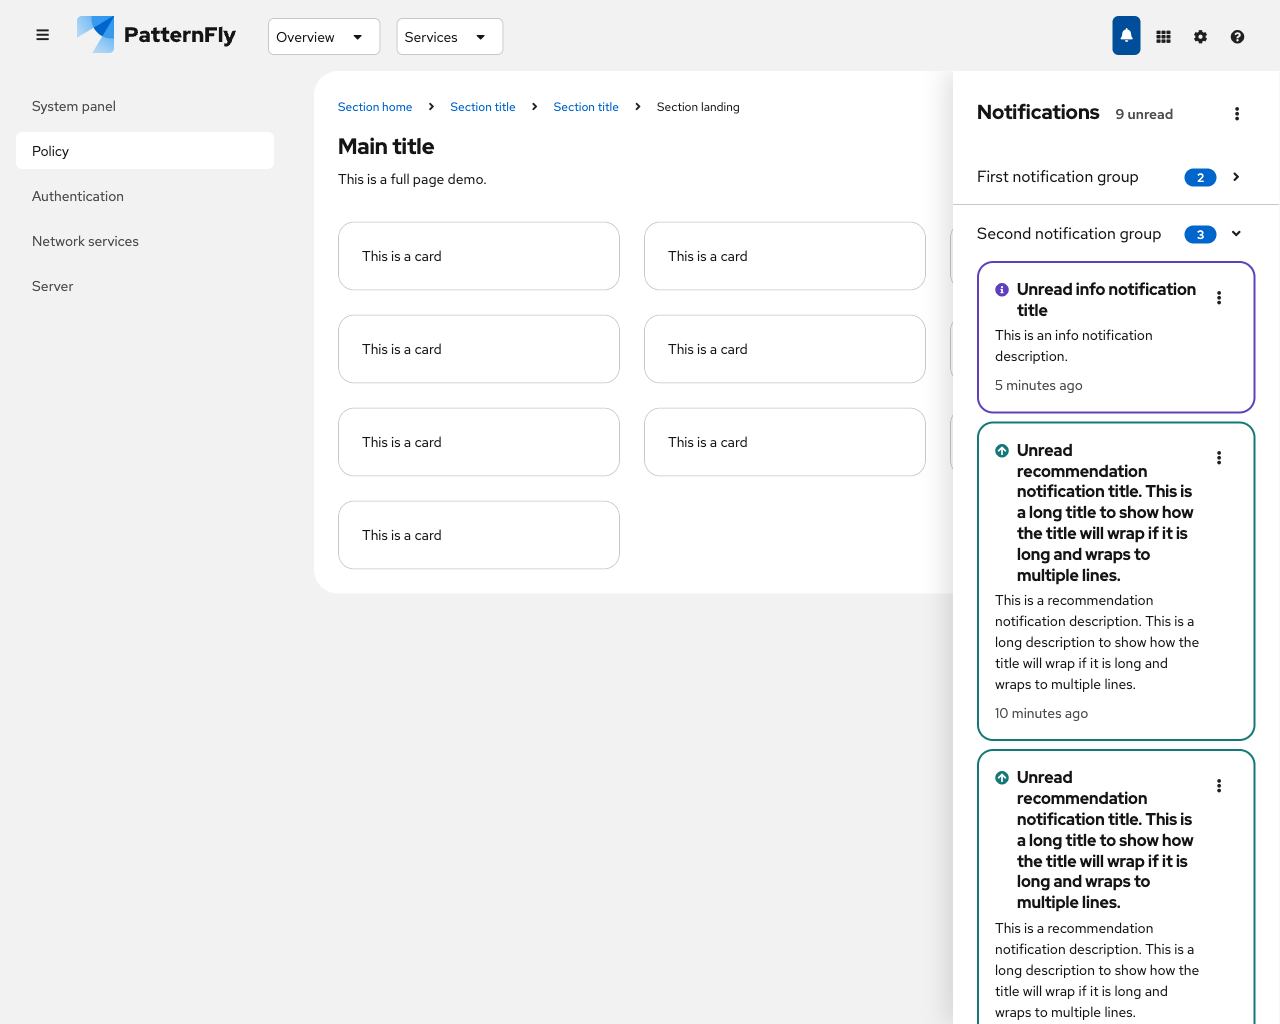 PatternFly
Overview
Services
System panel
Policy
Authentication
Network services
Server
Section home
Section title
Section title
Section landing
Main title
This is a full page demo.
This is a card
This is a card
This is a card
This is a card
This is a card
This is a card
This is a card
Notifications
9 unread
First notification group
2
Second notification group
3
Unread info notification
title
This is an info notification
description.
5 minutes ago
Unread
recommendation
notification title. This is
a long title to show how
the title will wrap if it is
long and wraps to
multiple lines.
This is a recommendation
notification description. This is a
long description to show how the
title will wrap if it is long and
wraps to multiple lines.
10 minutes ago
Unread
recommendation
notification title. This is
a long title to show how
the title will wrap if it is
long and wraps to
multiple lines.
This is a recommendation
notification description. This is a
long description to show how the
title will wrap if it is long and
wraps to multiple lines.